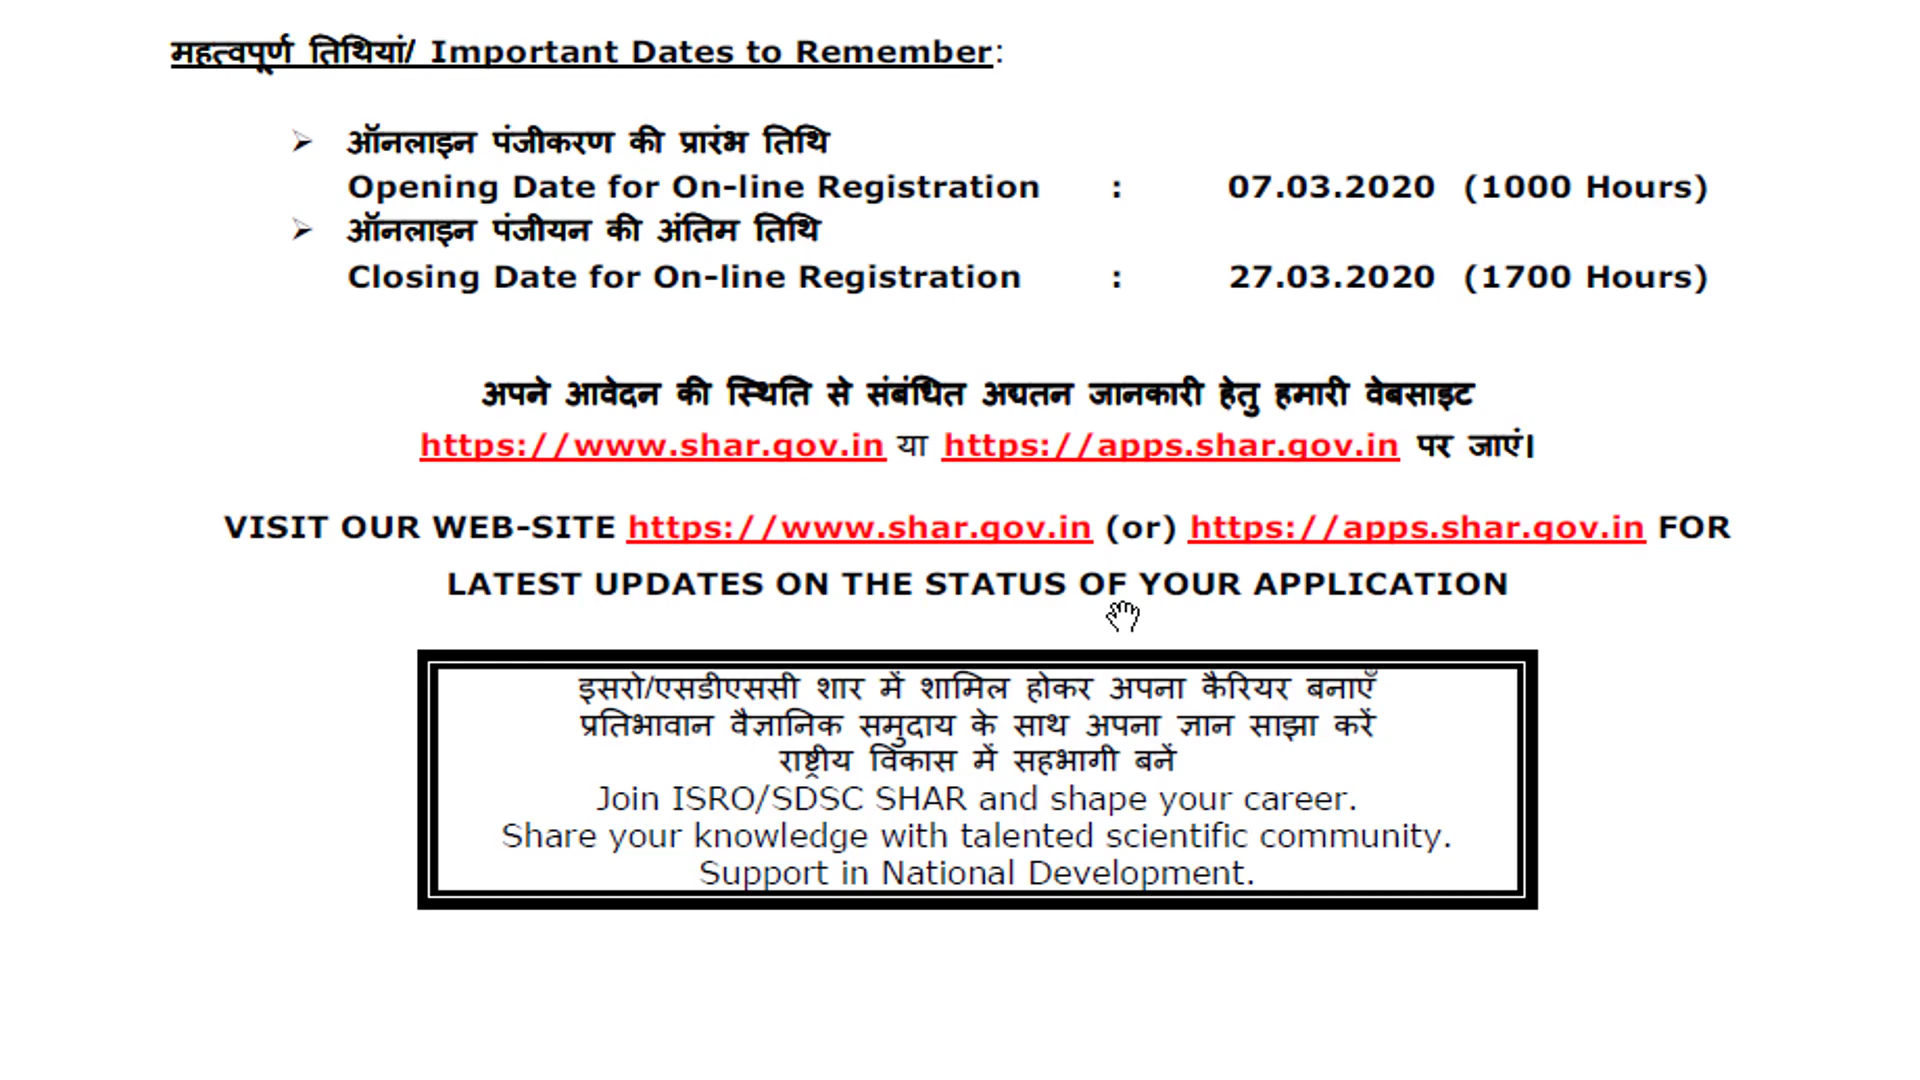 महत्वपूर्ण तिथियां/ Important Dates to Remember:
➢ ऑनलाइन पंजीकरण की प्रारंभ तिथि
Opening Date for On-line Registration : 07.03.2020 (1000 Hours)
➢ ऑनलाइन पंजीयन की अंतिम तिथि
Closing Date for On-line Registration : 27.03.2020 (1700 Hours)
अपने आवेदन की स्थिति से संबंधित अद्यतन जानकारी हेतु हमारी वेबसाइट
https://www.shar.gov.in या https://apps.shar.gov.in पर जाएं।
VISIT OUR WEB-SITE https://www.shar.gov.in (or) https://apps.shar.gov.in FOR
LATEST UPDATES ON THE STATUS OF YOUR APPLICATION
इसरो/एसडीएससी शार में शामिल होकर अपना कैरियर बनाएँ
प्रतिभावान वैज्ञानिक समुदाय के साथ अपना ज्ञान साझा करें
राष्ट्रीय विकास में सहभागी बनें
Join ISRO/SDSC SHAR and shape your career.
Share your knowledge with talented scientific community.
Support in National Development.